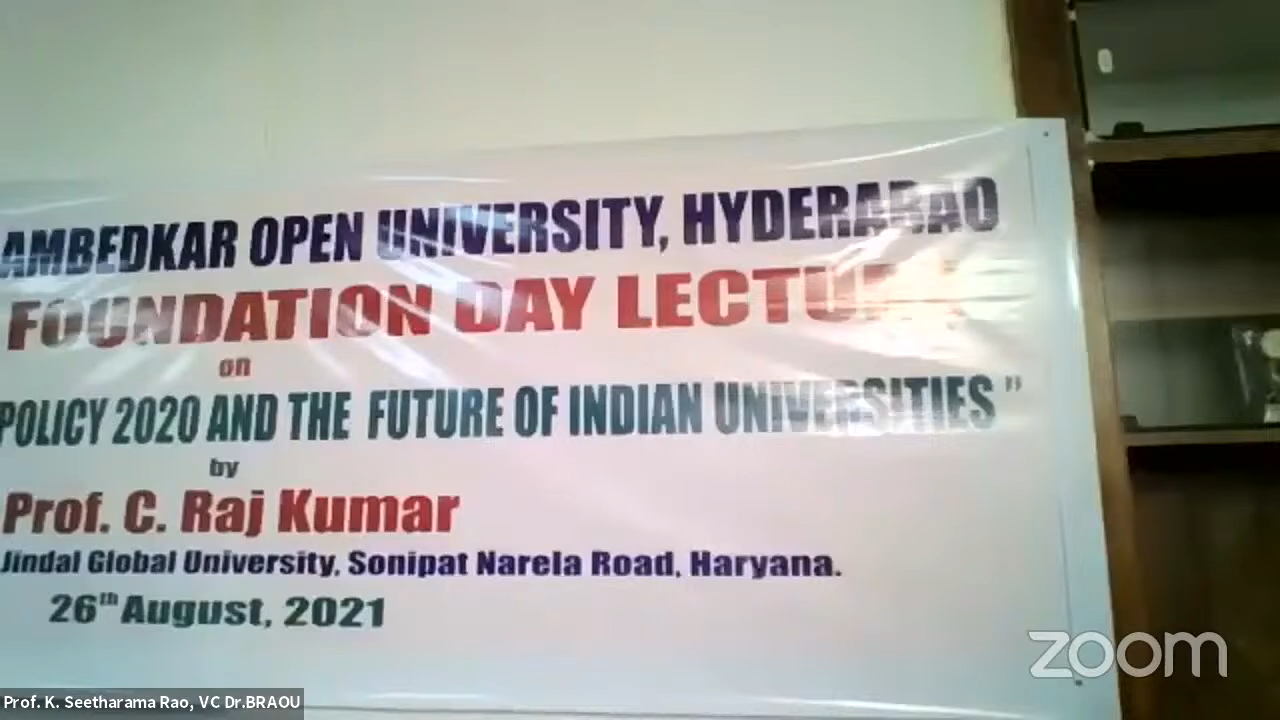 AMBEDKAR OPEN UNIVERSITY, HYDERABAD
FOUNDATION DAY LECTURE
on
POLICY 2020 AND THE FUTURE OF INDIAN UNIVERSITIES"
by
Prof. C. Raj Kumar
Jindal Global University, Sonipat Narela Road, Haryana.
26th August, 2021
zoom
Prof. K. Seetharama Rao, VC Dr.BRAOU